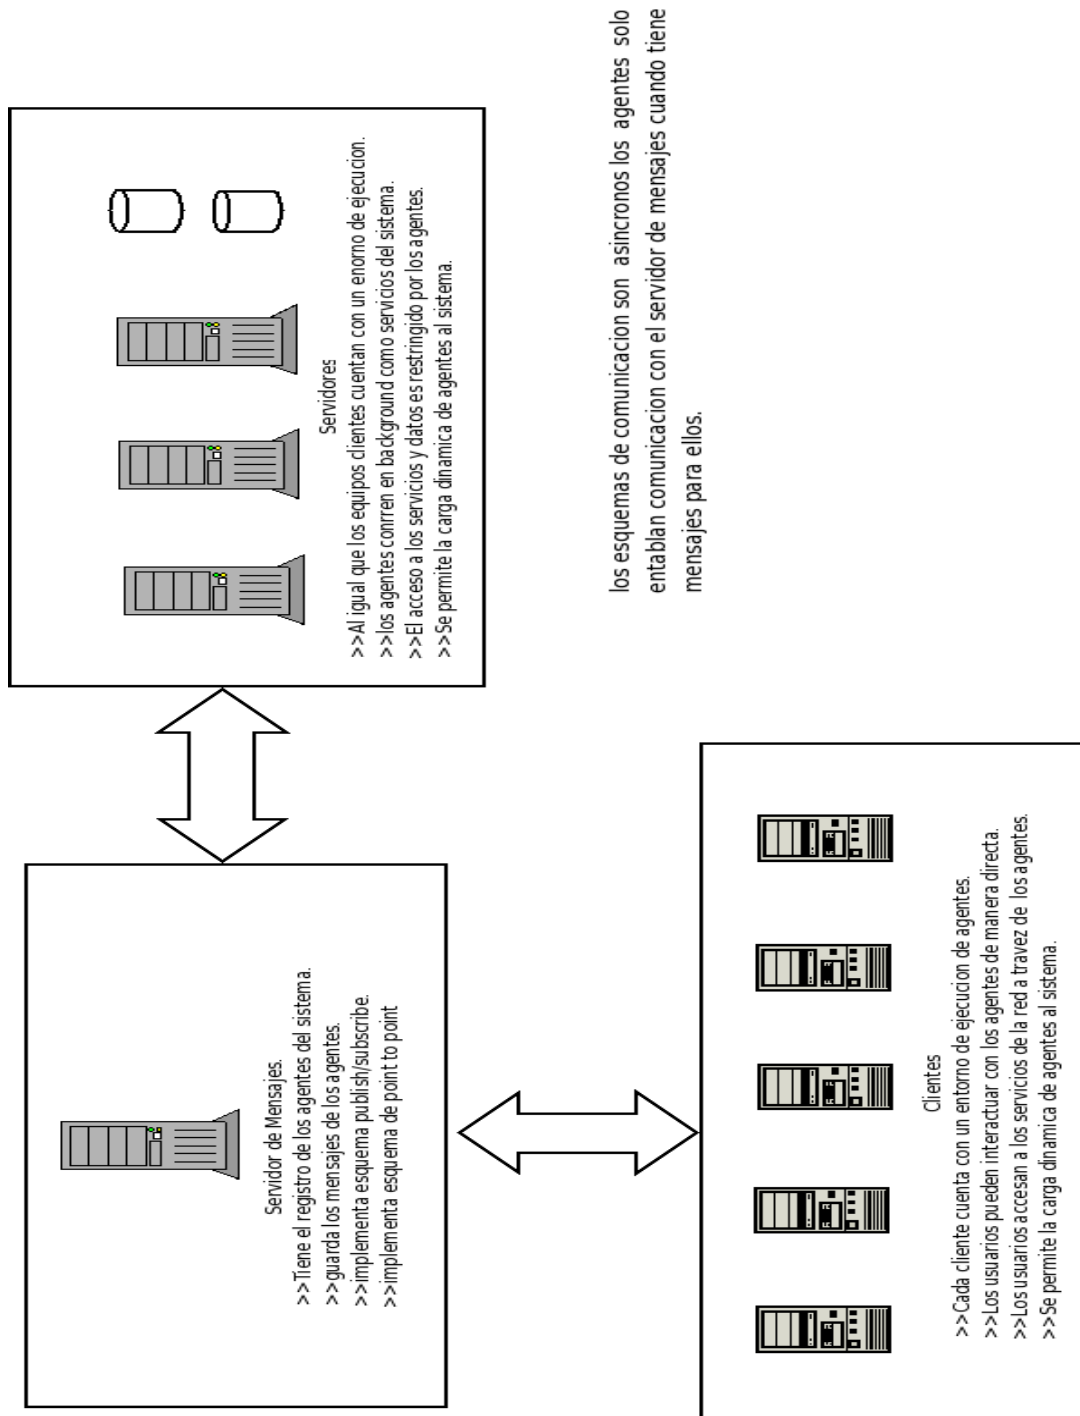 Servidor de Mensajes.
>>Tiene el registro de los agentes del sistema.
>>guarda los mensajes de los agentes.
>>implementa esquema publish/subscribe.
>>implementa esquema de point to point
Servidores
>>Al igual que los equipos clientes cuentan con un enorno de ejecucion.
>>los agentes conrren en background como servicios del sistema.
>>El acceso a los servicios y datos es restringido por los agentes.
>>Se permite la carga dinamica de agentes al sistema.
los esquemas de comunicacion son asincronos los agentes solo
entablan comunicacion con el servidor de mensajes cuando tiene
mensajes para ellos.
Clientes
>>Cada cliente cuenta con un entorno de ejecucion de agentes.
>>Los usuarios pueden interactuar con los agentes de manera directa.
>>Los usuarios accesan a los servicios de la red a travez de los agentes.
>>Se permite la carga dinamica de agentes al sistema.